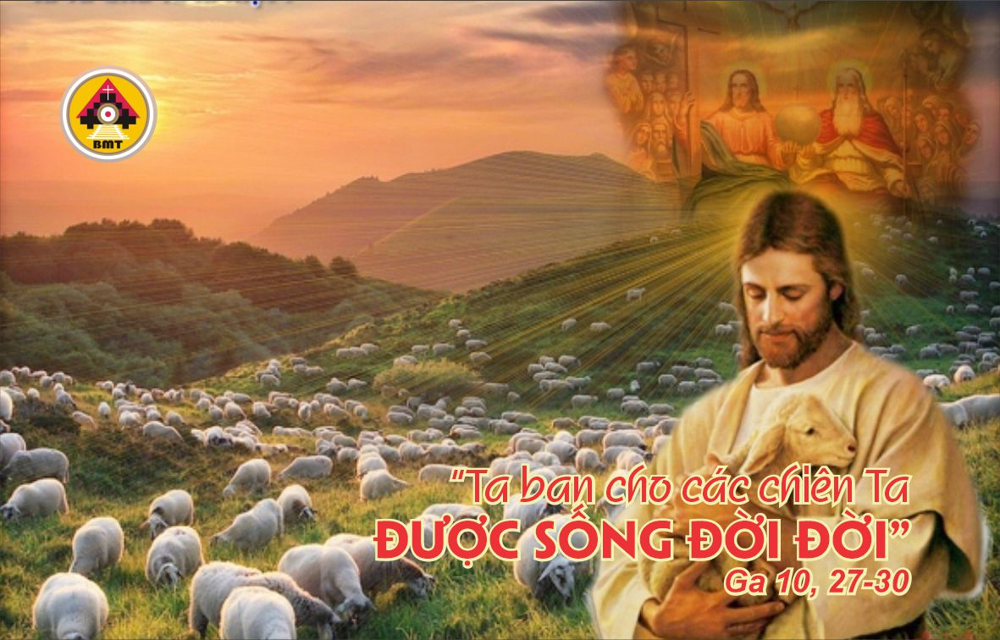 BMT
“Ta ban cho các chiên Ta
ĐƯỢC SỐNG ĐỜI ĐỜI”
Ga 10, 27-30